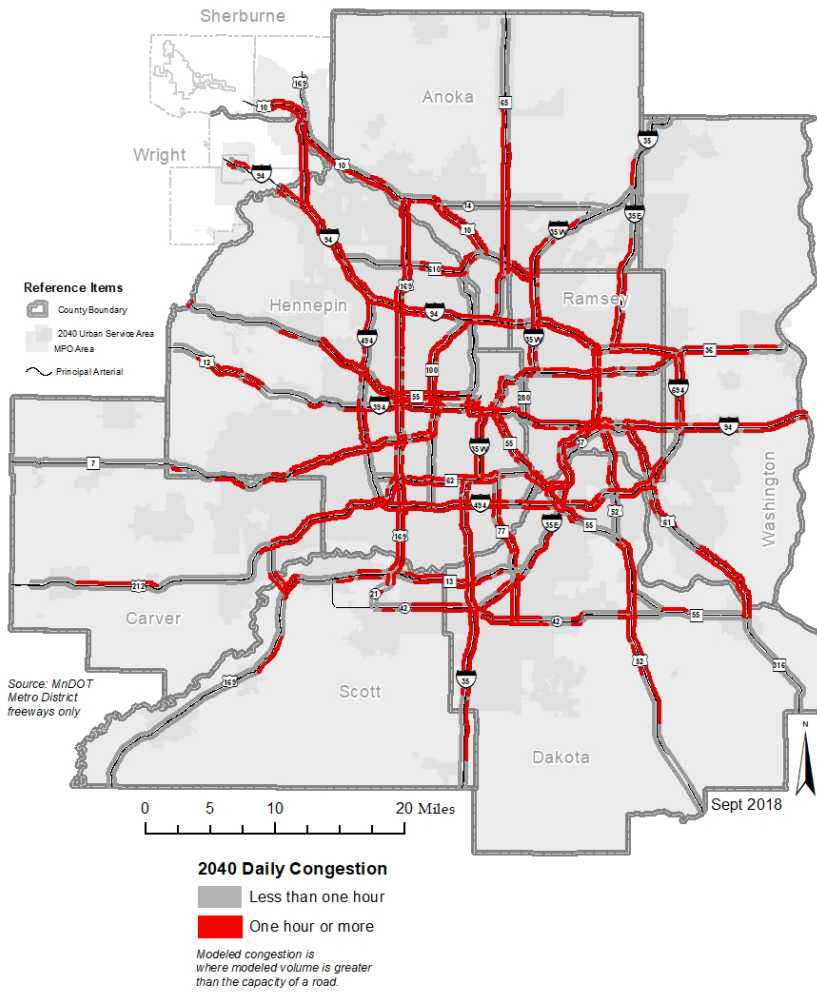 Sherburne
169
10
Anoka
65
35
Wright
94
10
14
35E
35W
10
94
610
169
Reference Items
County Boundary
2040 Urban Service Area
MPO Area
Principal Arterial
Hennepin
Ramsey
94
494
35W
36
12
100
694
55
280
394
94
55
35W
37
7
62
Washington
494
52
61
77
35E
55
169
13
212
21
42
42
55
Carver
316
52
169
35
Source: MnDOT
Metro District
freeways only
Scott
N
Dakota
Sept 2018
0 5 10 20 Miles
2040 Daily Congestion
Less than one hour
One hour or more
Modeled congestion is
where modeled volume is greater
than the capacity of a road.